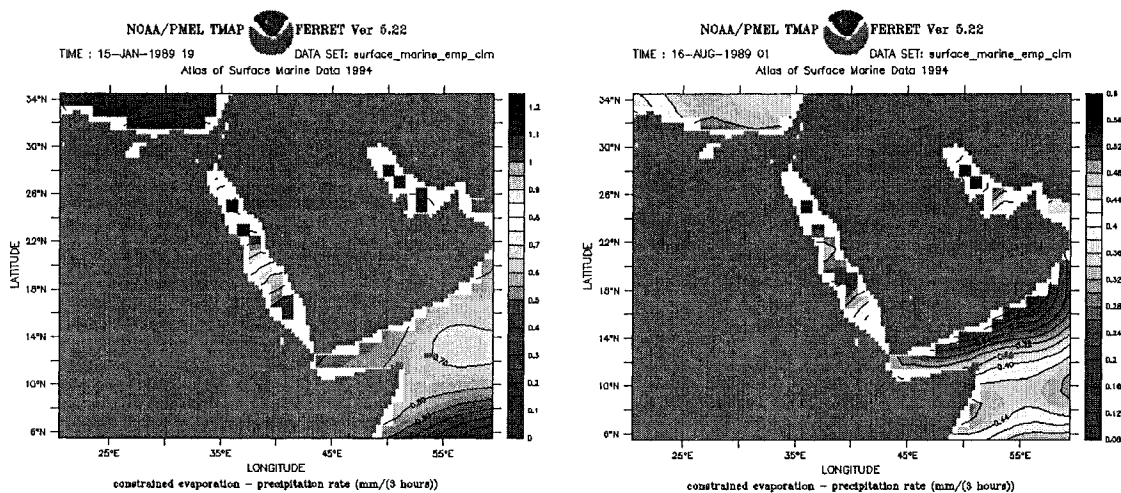 NOAA/PMEL TMAP FERRET Ver 5.22
TIME : 15-JAN-1989 19 DATA SET: surface_marine_emp_clm
Atlas of Surface Marine Data 1994
34°N
30°N
26°N
22°N
18°N
14°N
10°N
6°N
LATITUDE
25°E 35°E 45°E 55°E
LONGITUDE
1.2
1.1
1
0.9
0.8
0.7
0.6
0.5
0.4
0.3
0.2
0.1
0
constrained evaporation - precipitation rate (mm/(3 hours))
NOAA/PMEL TMAP FERRET Ver 5.22
TIME : 16-AUG-1989 01 DATA SET: surface_marine_emp_clm
Atlas of Surface Marine Data 1994
34°N
30°N
26°N
22°N
18°N
14°N
10°N
6°N
LATITUDE
25°E 35°E 45°E 55°E
LONGITUDE
0.6
0.56
0.52
0.48
0.44
0.4
0.36
0.32
0.28
0.24
0.2
0.16
0.12
0.08
constrained evaporation - precipitation rate (mm/(3 hours))